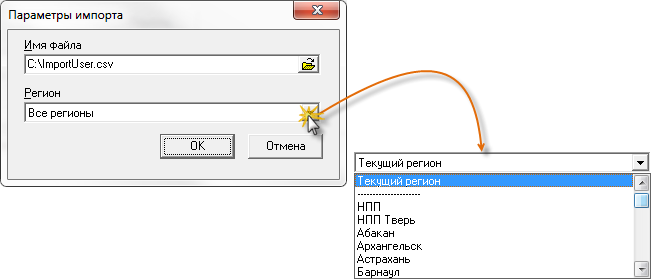 Параметры импорта
Имя файла
C:\ImportUser.csv
Регион
Все регионы
OK
Отмена
Текущий регион
Текущий регион
--------------------
НПП
НПП Тверь
Абакан
Архангельск
Астрахань
Барнаул